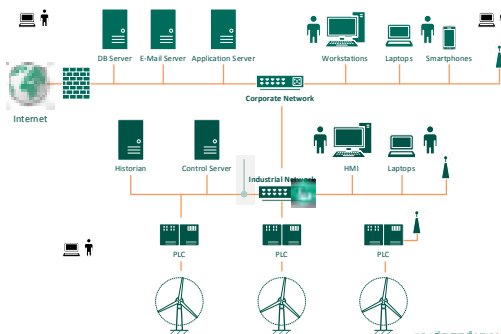 DB Server
E-Mail Server
Application Server
Workstations
Laptops
Smartphones
Internet
Corporate Network
Historian
Control Server
Industrial Network
HMI
Laptops
PLC
PLC
PLC